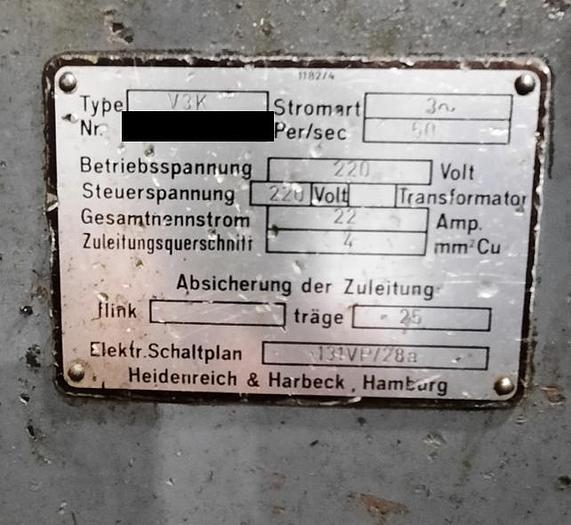 1182/4
Type V3K Stromart 3~
Nr. Per/sec 50
Betriebsspannung 220 Volt
Steuerspannung 220 Volt Transformator
Gesamtnennstrom 22 Amp.
Zuleitungsquerschnitt 4 mm²Cu
Absicherung der Zuleitung
flink träge 25
Elektr.Schaltplan 131VP/28a
Heidenreich & Harbeck, Hamburg